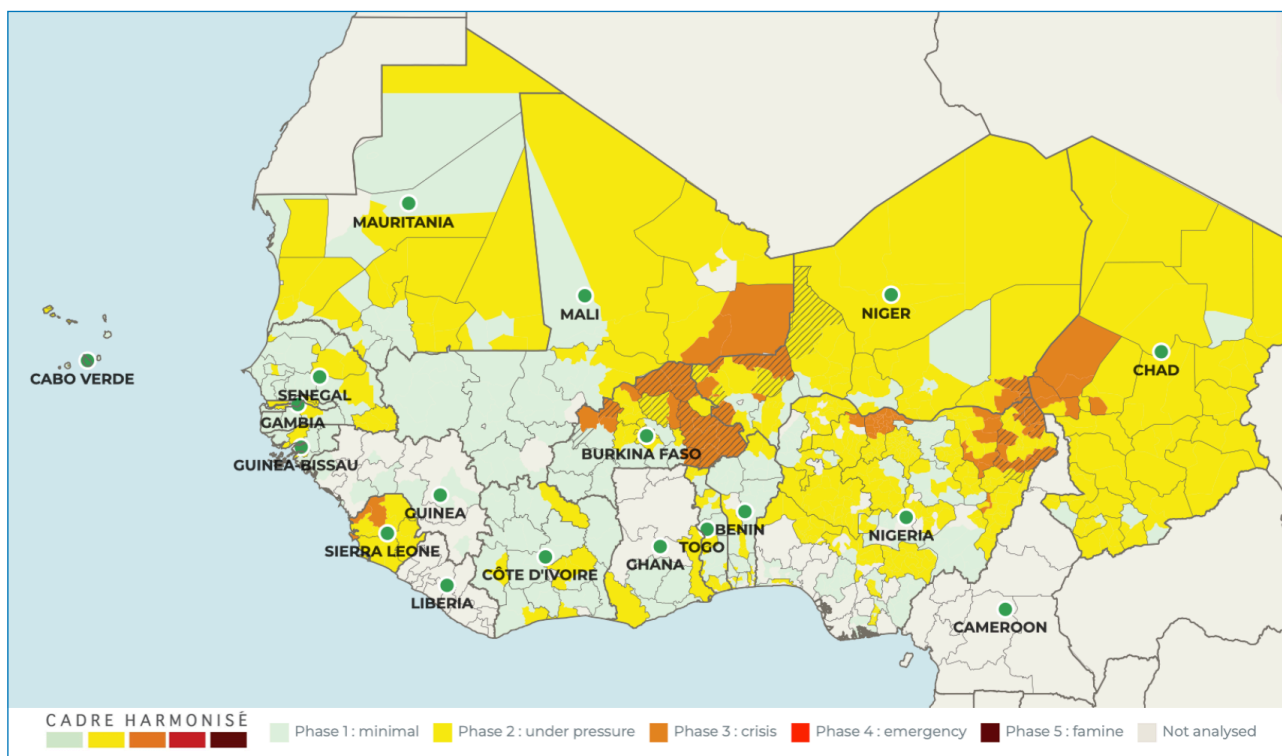 MAURITANIA
MALI
NIGER
CHAD
CABO VERDE
SENEGAL
GAMBIA
GUINEA-BISSAU
BURKINA FASO
GUINEA
SIERRA LEONE
LIBERIA
CÔTE D'IVOIRE
GHANA
TOGO
BENIN
NIGERIA
CAMEROON
CADRE HARMONISÉ
Phase 1 : minimal
Phase 2 : under pressure
Phase 3 : crisis
Phase 4 : emergency
Phase 5 : famine
Not analysed